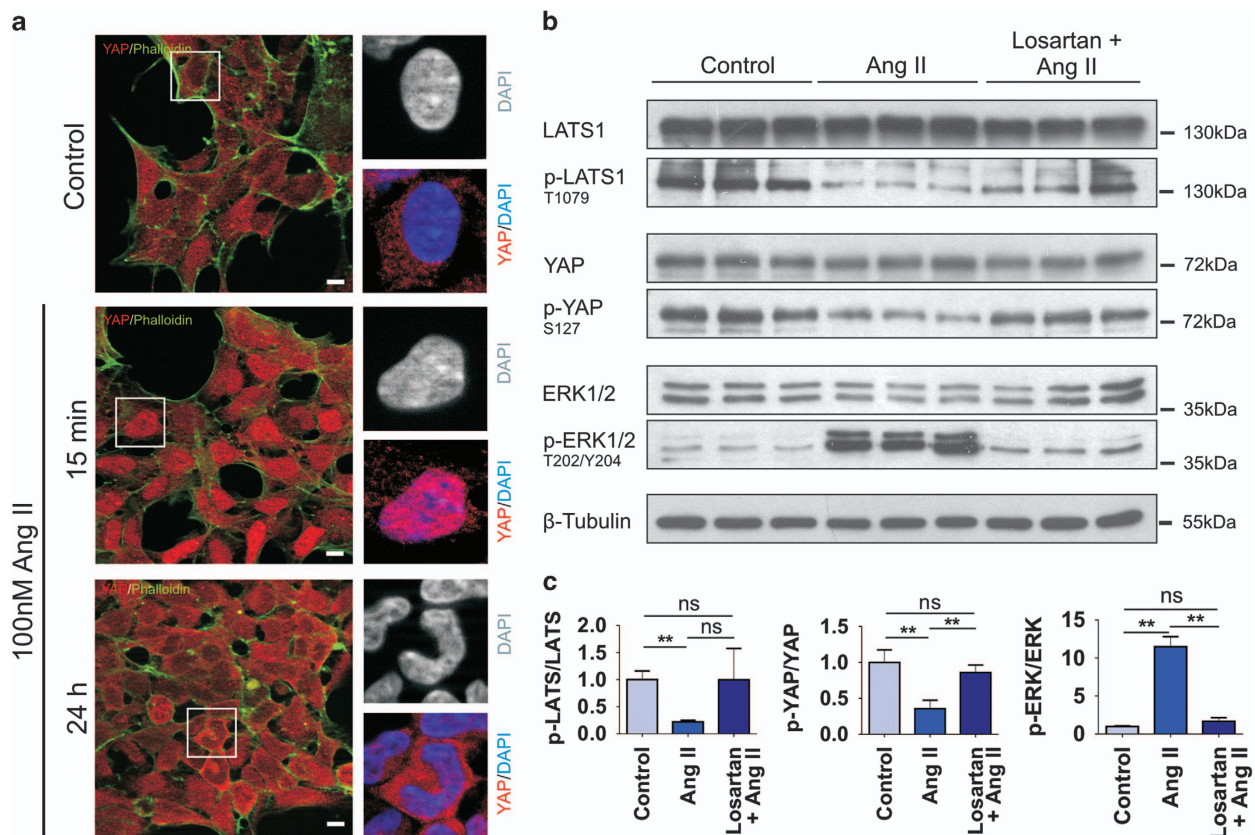 a
Control
YAP/Phalloidin
DAPI
YAP/DAPI
100nM Ang II
15 min
YAP/Phalloidin
DAPI
YAP/DAPI
24 h
YAP/Phalloidin
DAPI
YAP/DAPI
b
Control
Ang II
Losartan +
Ang II
LATS1
130kDa
p-LATS1
T1079
130kDa
YAP
72kDa
p-YAP
S127
72kDa
ERK1/2
35kDa
p-ERK1/2
T202/Y204
35kDa
β-Tubulin
55kDa
c
p-LATS/LATS
2.0
1.5
1.0
0.5
0.0
ns
**
ns
Control
Ang II
Losartan
+ Ang II
p-YAP/YAP
1.5
1.0
0.5
0.0
ns
**
**
Control
Ang II
Losartan
+ Ang II
p-ERK/ERK
15
10
5
0
ns
**
**
Control
Ang II
Losartan
+ Ang II